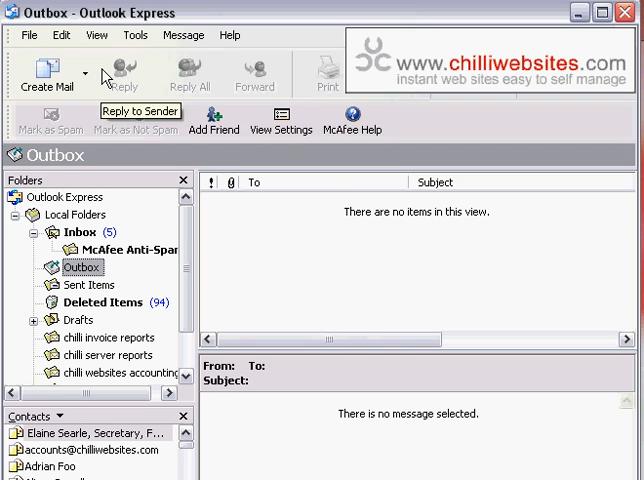 Outbox - Outlook Express
File Edit View Tools Message Help
www.chilliwebsites.com
instant web sites easy to self manage
Create Mail Reply Reply All Forward Print
Reply to Sender
Mark as Spam Mark as Not Spam Add Friend View Settings McAfee Help
Outbox
Folders
Outlook Express
Local Folders
Inbox (5)
McAfee Anti-Spar
Outbox
Sent Items
Deleted Items (94)
Drafts
chilli invoice reports
chilli server reports
chilli websites accounting
! To Subject
There are no items in this view.
From: To:
Subject:
There is no message selected.
Contacts
Elaine Searle, Secretary, F...
accounts@chilliwebsites.com
Adrian Foo